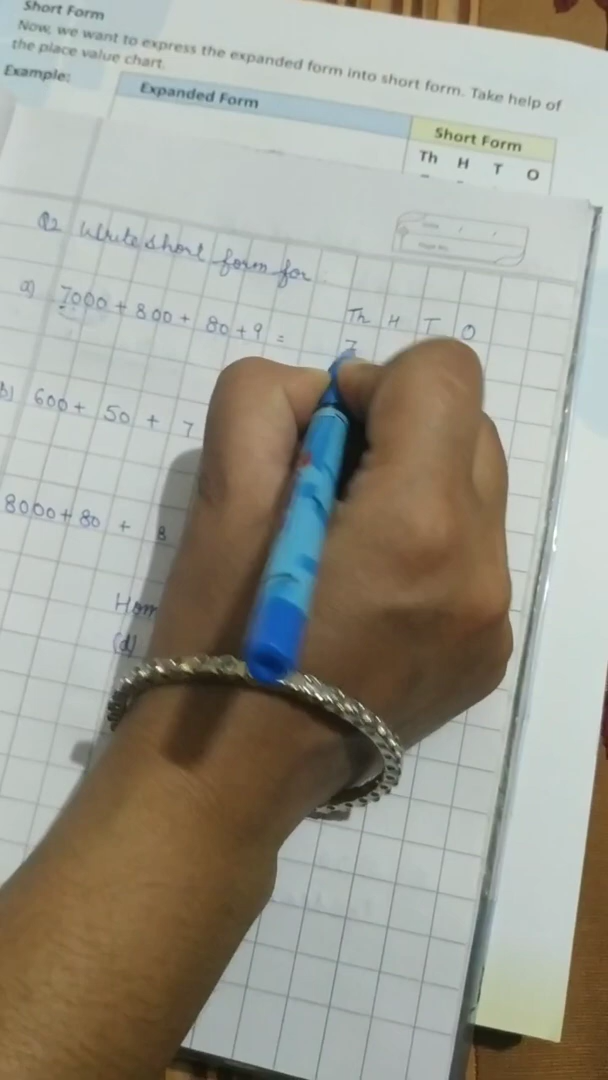 Short Form
Now, we want to express the expanded form into short form. Take help of
the place value chart.
Example:
Expanded Form
Short Form
Th H T O
Q2 Write short form for
Th H T O
a) 7000 + 800 + 80 + 9 = 7
b) 600 + 50 + 7
8000 + 80 + 8
Hom
(d)